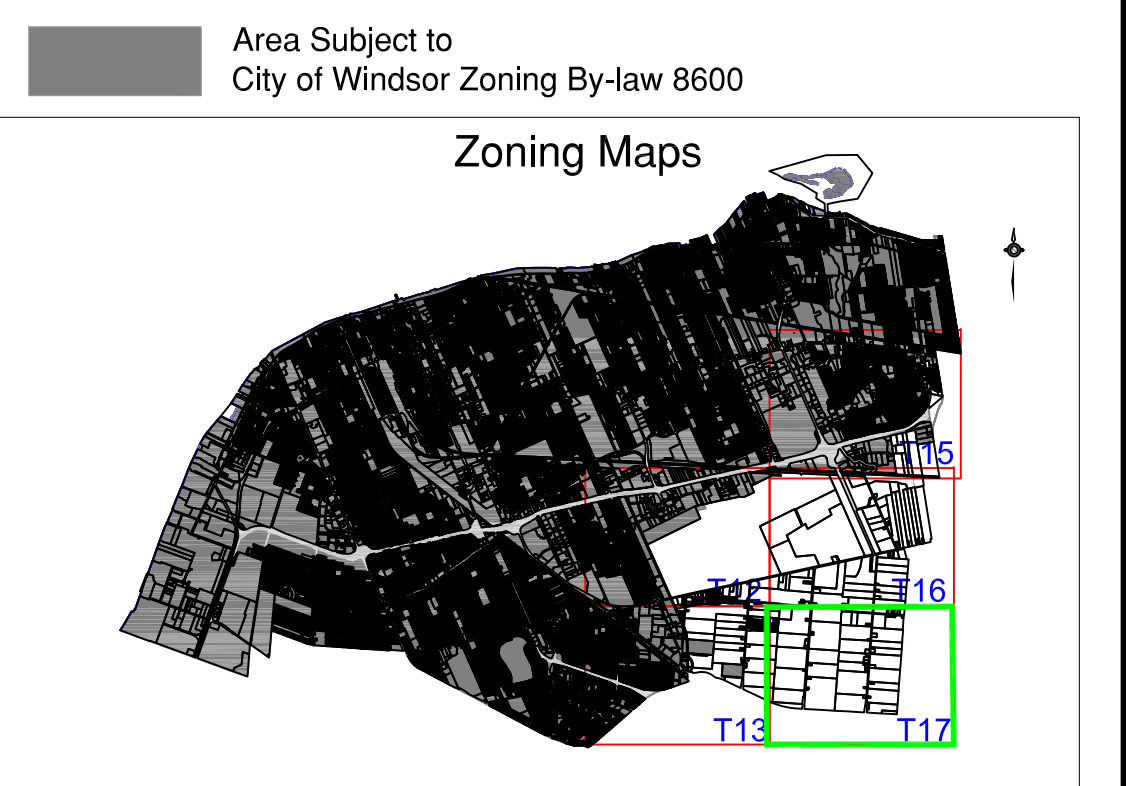 Area Subject to
City of Windsor Zoning By-law 8600
Zoning Maps
T15
T12
T16
T13
T17